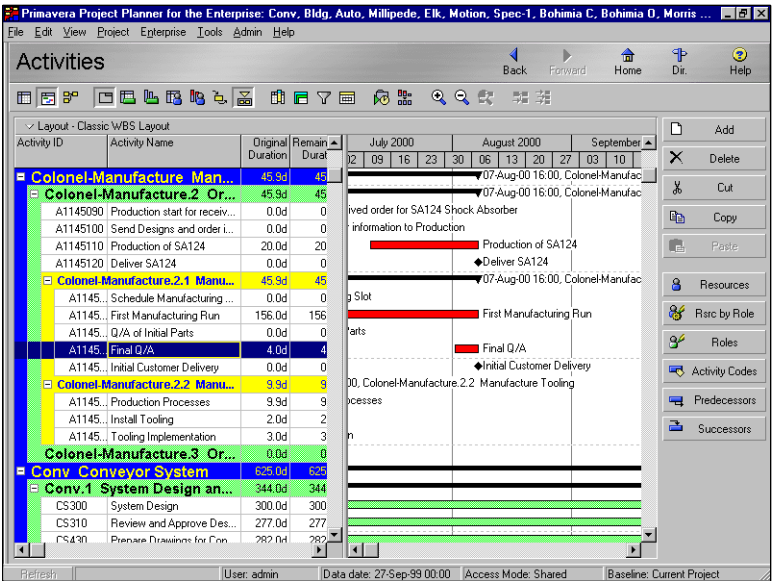 Primavera Project Planner for the Enterprise: Conv, Bldg, Auto, Millipede, Elk, Motion, Spec-1, Bohimia C, Bohimia O, Morris ...
File Edit View Project Enterprise Tools Admin Help
Activities
Back Forward Home Dir. Help
Layout - Classic WBS Layout
Activity ID Activity Name Original Duration Remain Durat
July 2000 August 2000 September
02 09 16 23 30 06 13 20 27 03 10
Colonel-Manufacture Man... 45.9d 45 07-Aug-00 16:00, Colonel-Manufac
Colonel-Manufacture.2 Or... 45.9d 45 07-Aug-00 16:00, Colonel-Manufac
A1145090 Production start for receiv... 0.0d 0 ived order for SA124 Shock Absorber
A1145100 Send Designs and order i... 0.0d 0 information to Production
A1145110 Production of SA124 20.0d 20 Production of SA124
A1145120 Deliver SA124 0.0d 0 Deliver SA124
Colonel-Manufacture.2.1 Manu... 45.9d 45 07-Aug-00 16:00, Colonel-Manufac
A1145... Schedule Manufacturing ... 0.0d 0 Slot
A1145... First Manufacturing Run 156.0d 156 First Manufacturing Run
A1145... Q/A of Initial Parts 0.0d 0 arts
A1145... Final Q/A 4.0d 4 Final Q/A
A1145... Initial Customer Delivery 0.0d 0 Initial Customer Delivery
Colonel-Manufacture.2.2 Manu... 9.9d 9 00, Colonel-Manufacture.2.2 Manufacture Tooling
A1145... Production Processes 9.9d 9 ocesses
A1145... Install Tooling 2.0d 2
A1145... Tooling Implementation 3.0d 3 n
Colonel-Manufacture.3 Or... 0.0d 0
Conv Conveyor System 625.0d 625
Conv.1 System Design an... 344.0d 344
CS300 System Design 300.0d 300
CS310 Review and Approve Des... 277.0d 277
CS430 Prepare Drawings for Con... 282.0d 282
Add
Delete
Cut
Copy
Paste
Resources
Rsrc by Role
Roles
Activity Codes
Predecessors
Successors
Refresh User: admin Data date: 27-Sep-99 00:00 Access Mode: Shared Baseline: Current Project